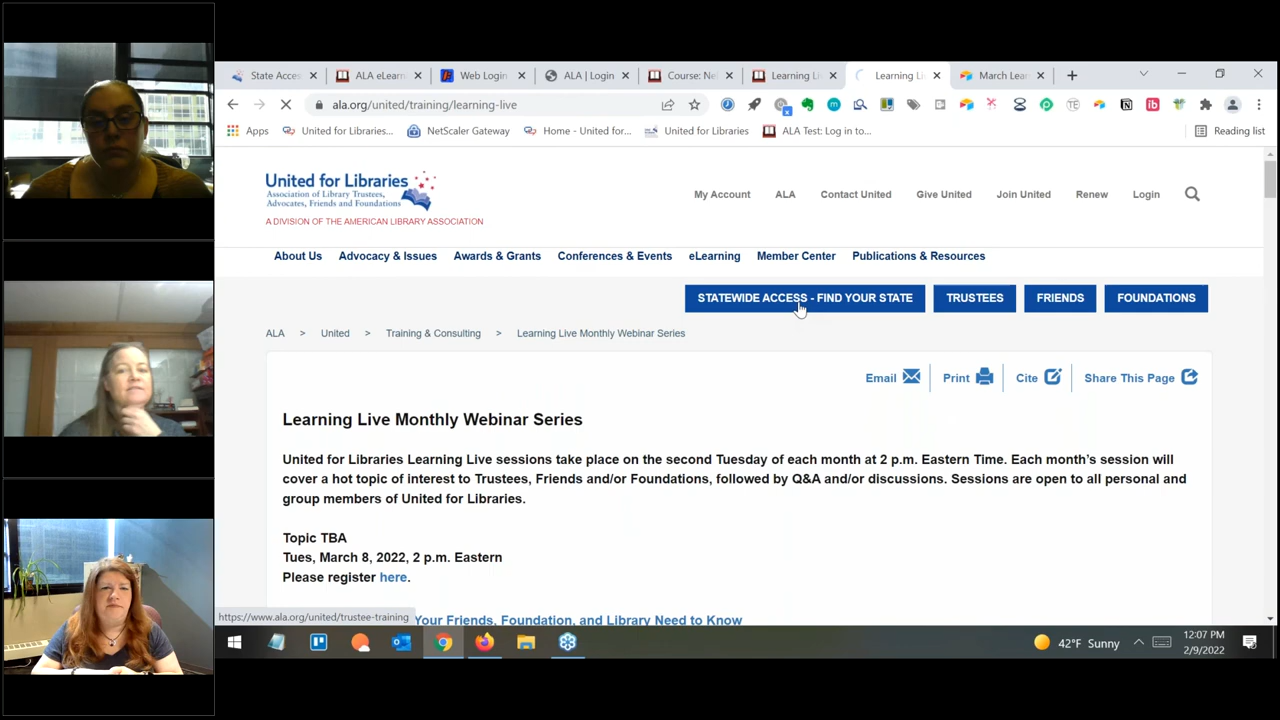 State Acces
ALA eLearn
Web Login
ALA | Login
Course: Ne
Learning Li
Learning Li
March Lear
ala.org/united/training/learning-live
Apps
United for Libraries...
NetScaler Gateway
Home - United for...
United for Libraries
ALA Test: Log in to...
Reading list
United for Libraries
Association of Library Trustees,
Advocates, Friends and Foundations
A DIVISION OF THE AMERICAN LIBRARY ASSOCIATION
My Account
ALA
Contact United
Give United
Join United
Renew
Login
About Us
Advocacy & Issues
Awards & Grants
Conferences & Events
eLearning
Member Center
Publications & Resources
STATEWIDE ACCESS - FIND YOUR STATE
TRUSTEES
FRIENDS
FOUNDATIONS
ALA > United > Training & Consulting > Learning Live Monthly Webinar Series
Email
Print
Cite
Share This Page
Learning Live Monthly Webinar Series
United for Libraries Learning Live sessions take place on the second Tuesday of each month at 2 p.m. Eastern Time. Each month's session will
cover a hot topic of interest to Trustees, Friends and/or Foundations, followed by Q&A and/or discussions. Sessions are open to all personal and
group members of United for Libraries.
Topic TBA
Tues, March 8, 2022, 2 p.m. Eastern
Please register here.
https://www.ala.org/united/trustee-training
Your Friends, Foundation, and Library Need to Know
42°F Sunny
12:07 PM
2/9/2022